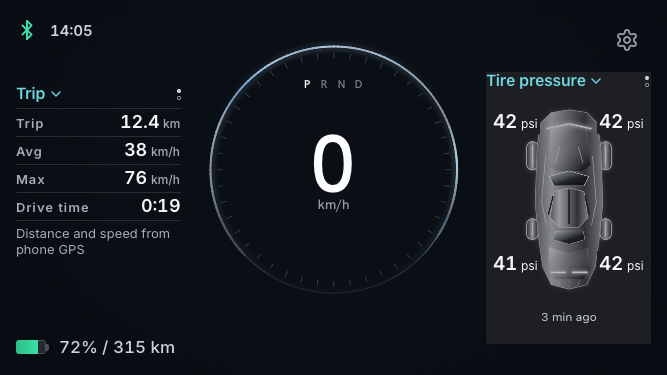 14:05
Trip
Trip 12.4 km
Avg 38 km/h
Max 76 km/h
Drive time 0:19
Distance and speed from
phone GPS
72% / 315 km
P R N D
0
km/h
Tire pressure
42 psi 42 psi
41 psi 42 psi
3 min ago